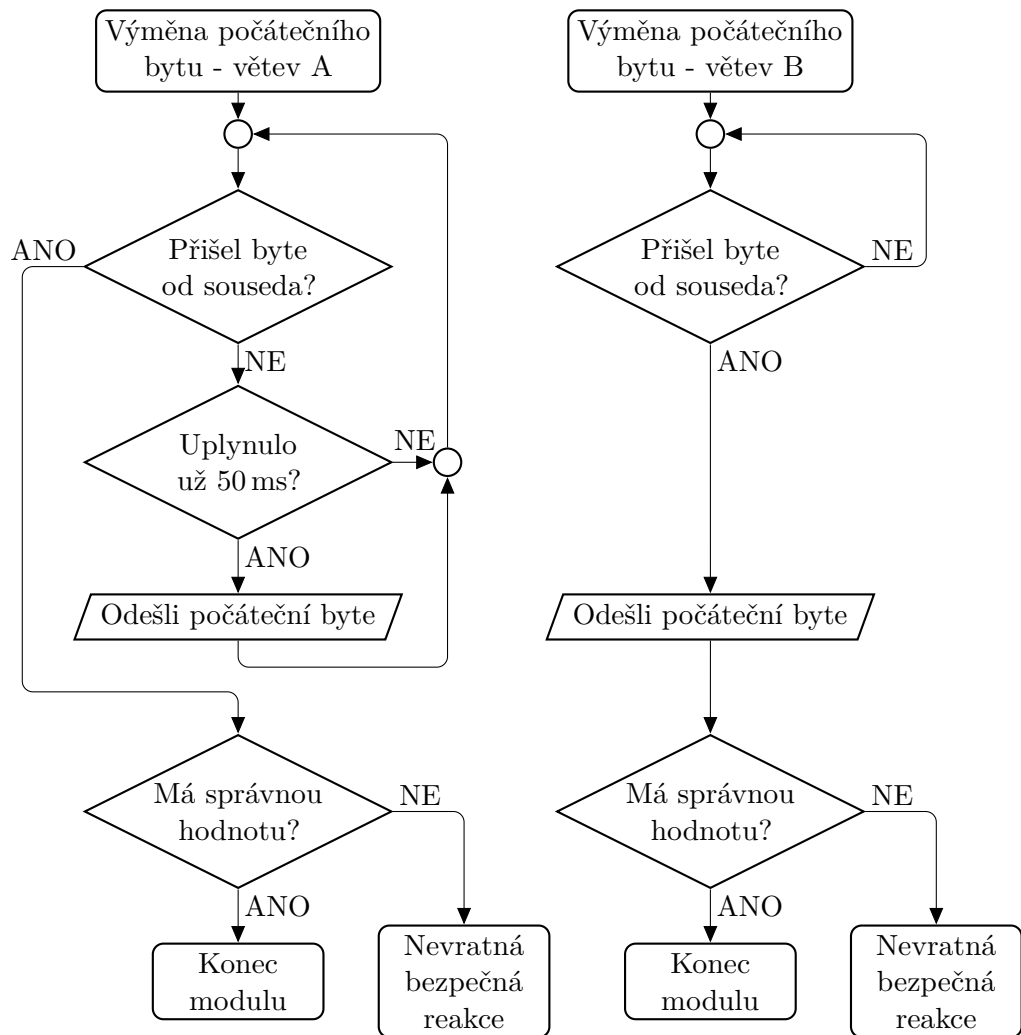 Výměna počátečního
bytu - větev A
ANO
Přišel byte
od souseda?
NE
Uplynulo
už 50 ms?
NE
ANO
Odešli počáteční byte
Má správnou
hodnotu?
NE
ANO
Konec
modulu
Nevratná
bezpečná
reakce
Výměna počátečního
bytu - větev B
Přišel byte
od souseda?
NE
ANO
Odešli počáteční byte
Má správnou
hodnotu?
NE
ANO
Konec
modulu
Nevratná
bezpečná
reakce